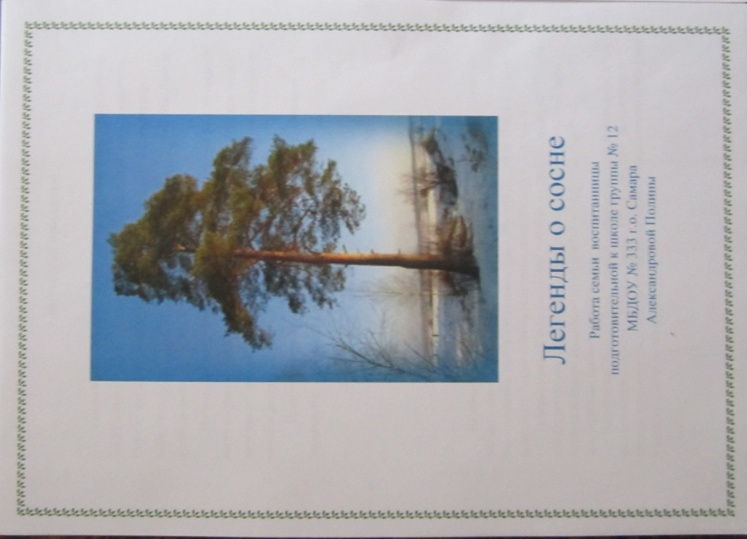 Легенды о сосне
Работа семьи воспитанницы
подготовительной к школе группы № 12
МБДОУ № 333 г.о. Самара
Александровой Полины